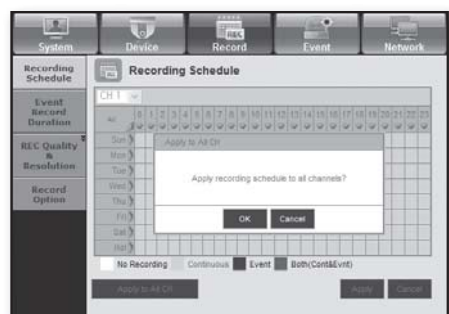 System Device Record Event Network
Recording Schedule
Event Record Duration
REC Quality & Resolution
Record Option
Recording Schedule
CH 1
All 0 1 2 3 4 5 6 7 8 9 10 11 12 13 14 15 16 17 18 19 20 21 22 23
Sun
Mon
Tue
Wed
Thu
Fri
Sat
Hol
Apply to All CH
Apply recording schedule to all channels?
OK Cancel
No Recording Continuous Event Both(Cont&Evnt)
Apply to All CH Apply Cancel